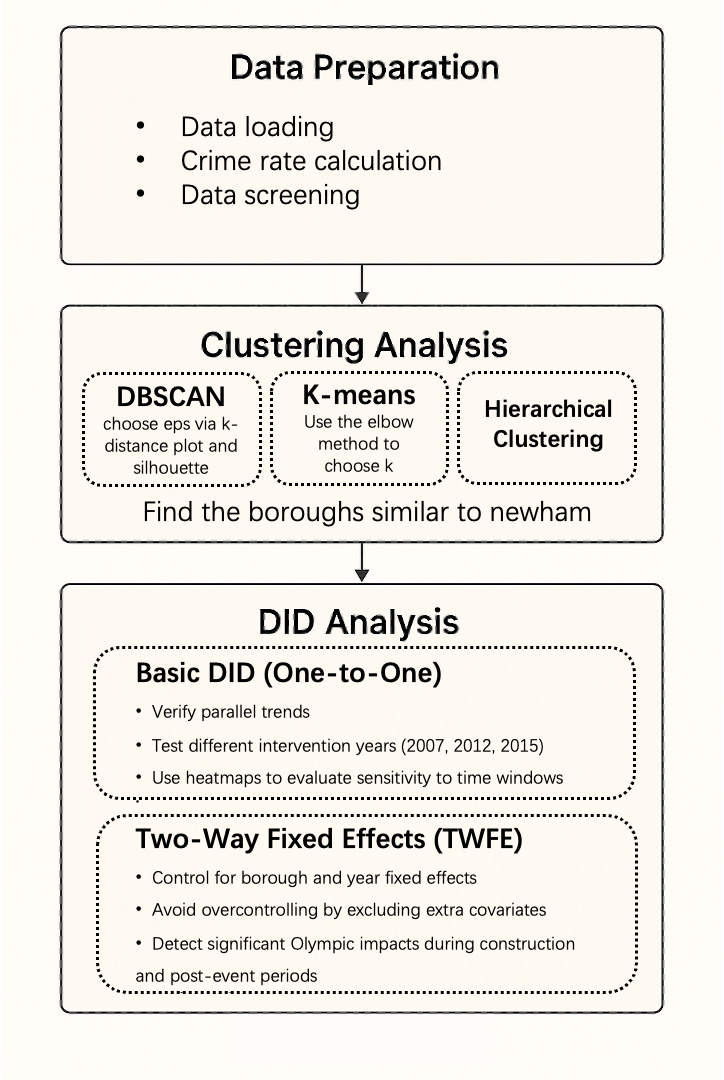 Data Preparation
• Data loading
• Crime rate calculation
• Data screening
Clustering Analysis
DBSCAN
choose eps via k-
distance plot and
silhouette
K-means
Use the elbow
method to
choose k
Hierarchical
Clustering
Find the boroughs similar to newham
DID Analysis
Basic DID (One-to-One)
• Verify parallel trends
• Test different intervention years (2007, 2012, 2015)
• Use heatmaps to evaluate sensitivity to time windows
Two-Way Fixed Effects (TWFE)
• Control for borough and year fixed effects
• Avoid overcontrolling by excluding extra covariates
• Detect significant Olympic impacts during construction
and post-event periods